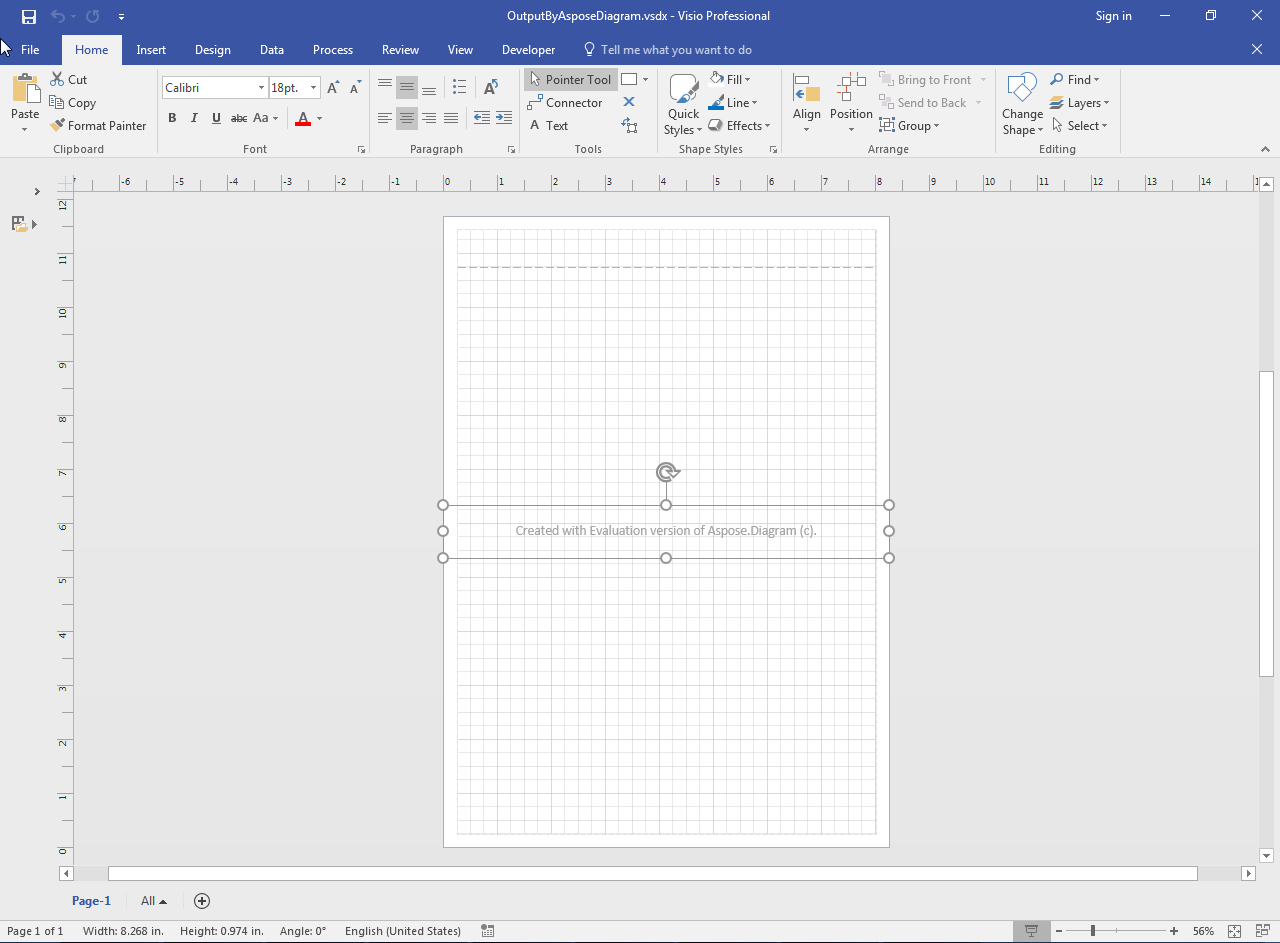 OutputByAsposeDiagram.vsdx - Visio Professional
Sign in
File Home Insert Design Data Process Review View Developer Tell me what you want to do
Paste
Cut
Copy
Format Painter
Clipboard
Calibri 18pt. A A
B I U abc Aa A
Font
A
Paragraph
Pointer Tool
Connector
A Text
Tools
Quick Styles
Fill
Line
Effects
Shape Styles
Align
Position
Bring to Front
Send to Back
Group
Arrange
Change Shape
Find
Layers
Select
Editing
-6 -5 -4 -3 -2 -1 0 1 2 3 4 5 6 7 8 9 10 11 12 13 14
12
11
10
9
8
7
6
5
4
3
2
1
0
Created with Evaluation version of Aspose.Diagram (c).
Page-1 All
Page 1 of 1 Width: 8.268 in. Height: 0.974 in. Angle: 0° English (United States) 56%